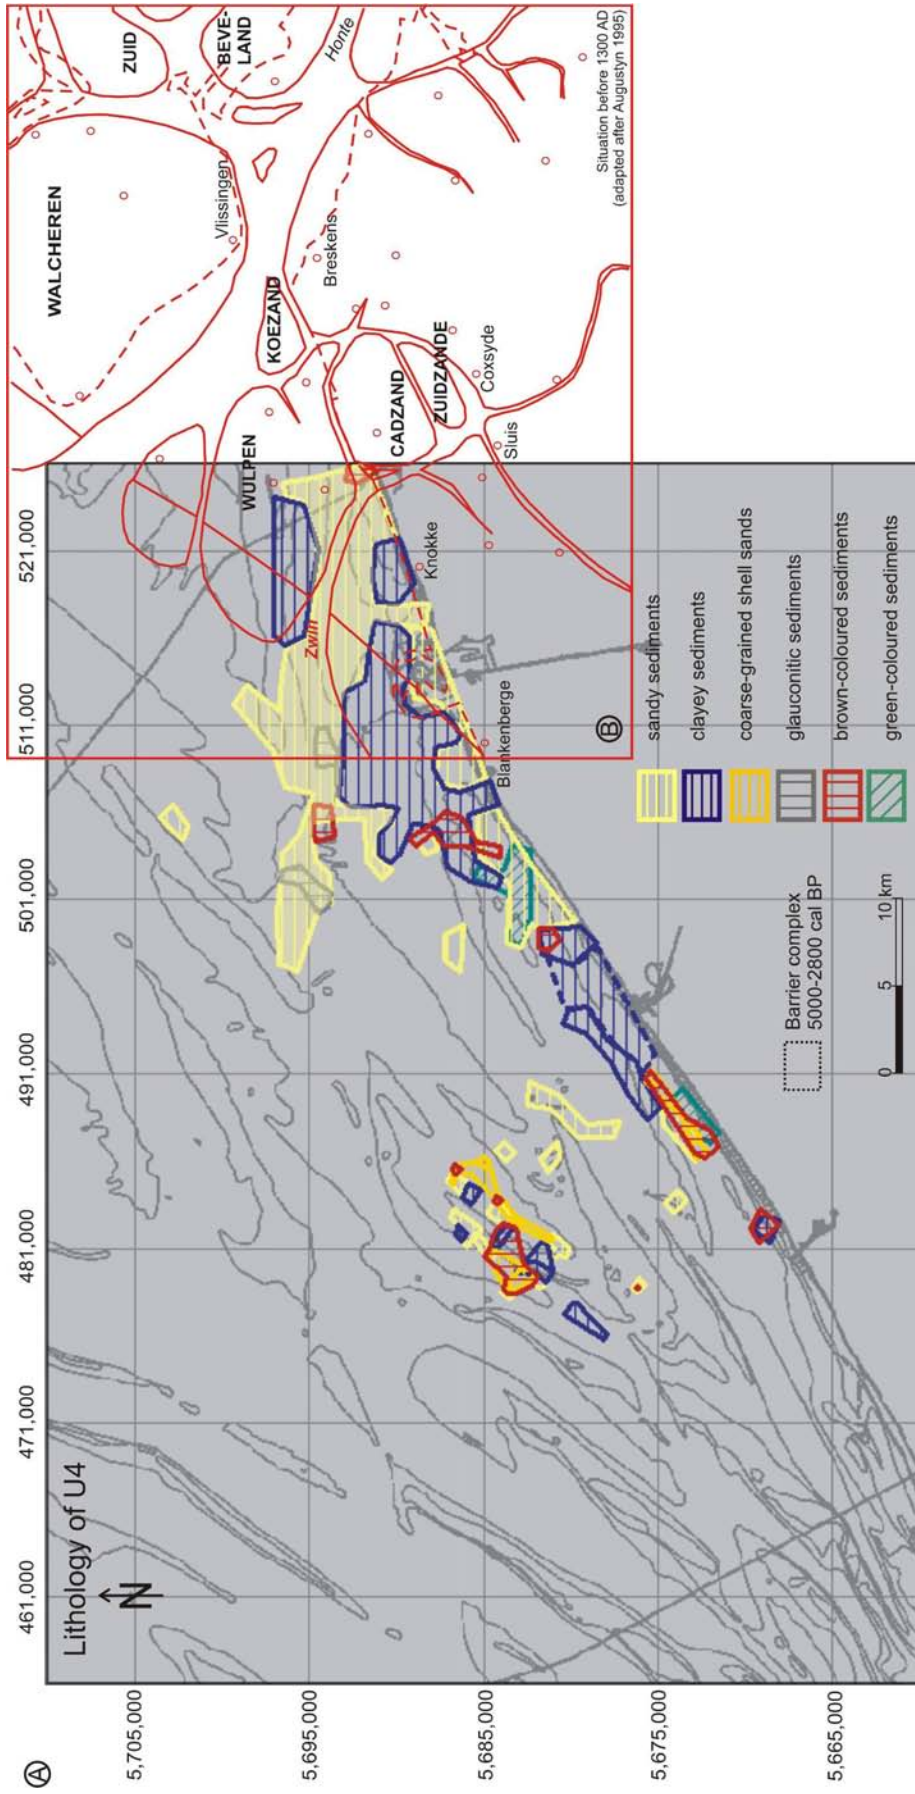 A
Lithology of U4
N
461,000
471,000
481,000
491,000
501,000
511,000
521,000
5,705,000
5,695,000
5,685,000
5,675,000
5,665,000
WALCHEREN
ZUID
BEVE-
LAND
Honte
Vlissingen
KOEZAND
Breskens
WULPEN
CADZAND
ZUIDZANDE
Coxsyde
Sluis
Zwin
Knokke
Blankenberge
Situation before 1300 AD
(adapted after Augustyn 1995)
B
sandy sediments
clayey sediments
coarse-grained shell sands
glauconitic sediments
brown-coloured sediments
green-coloured sediments
Barrier complex
5000-2800 cal BP
0 5 10 km